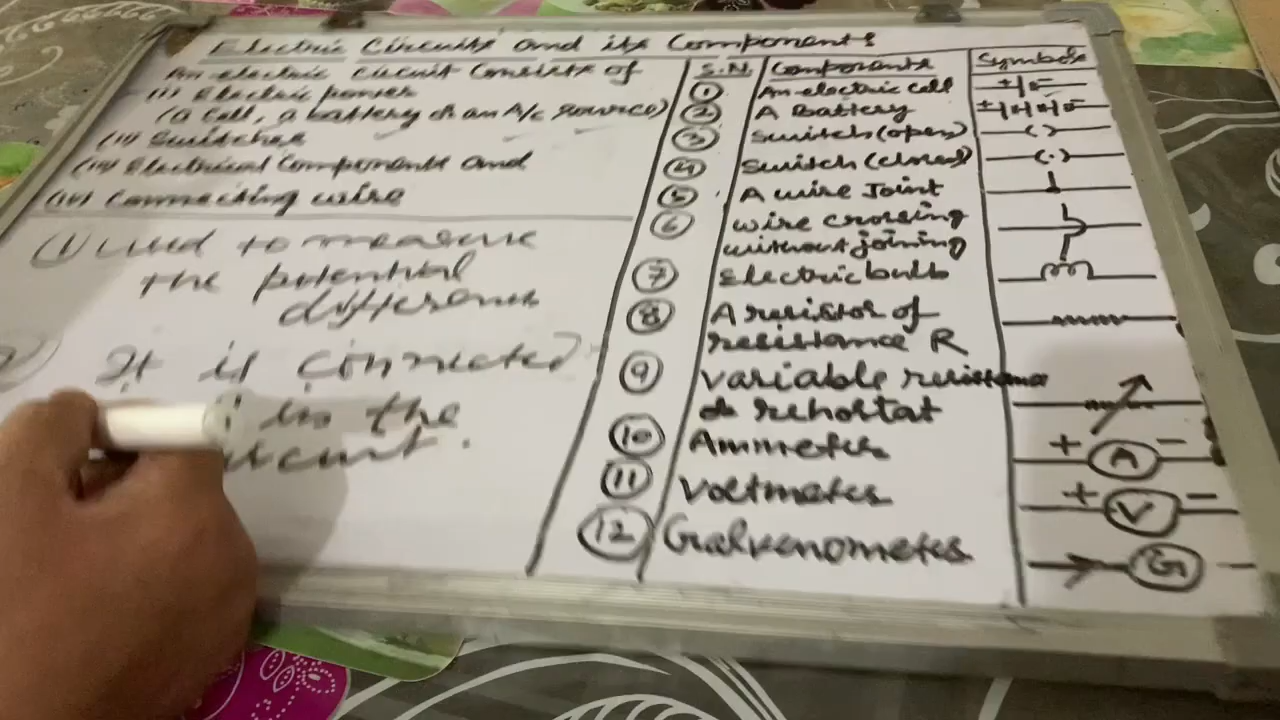 Electric Circuits and its Components
An electric circuit consists of
(i) Electric power
(a cell, a battery or an A/c source)
(ii) Switches
(iii) Electrical Components and
(iv) Connecting wire
(1) used to measure
the potential
difference
2) It is connected
in the
circuit.
S.N. Components Symbols
1 An electric cell + -
2 A Battery + -
3 Switch (open) ( )
4 Switch (closed) (.)
5 A wire Joint
6 wire crossing
without joining
7 Electric bulb
8 A resistor of
resistance R
9 variable resistance
or rehostat
10 Ammeter + A -
11 Voltmeter + V -
12 Galvenometer G -